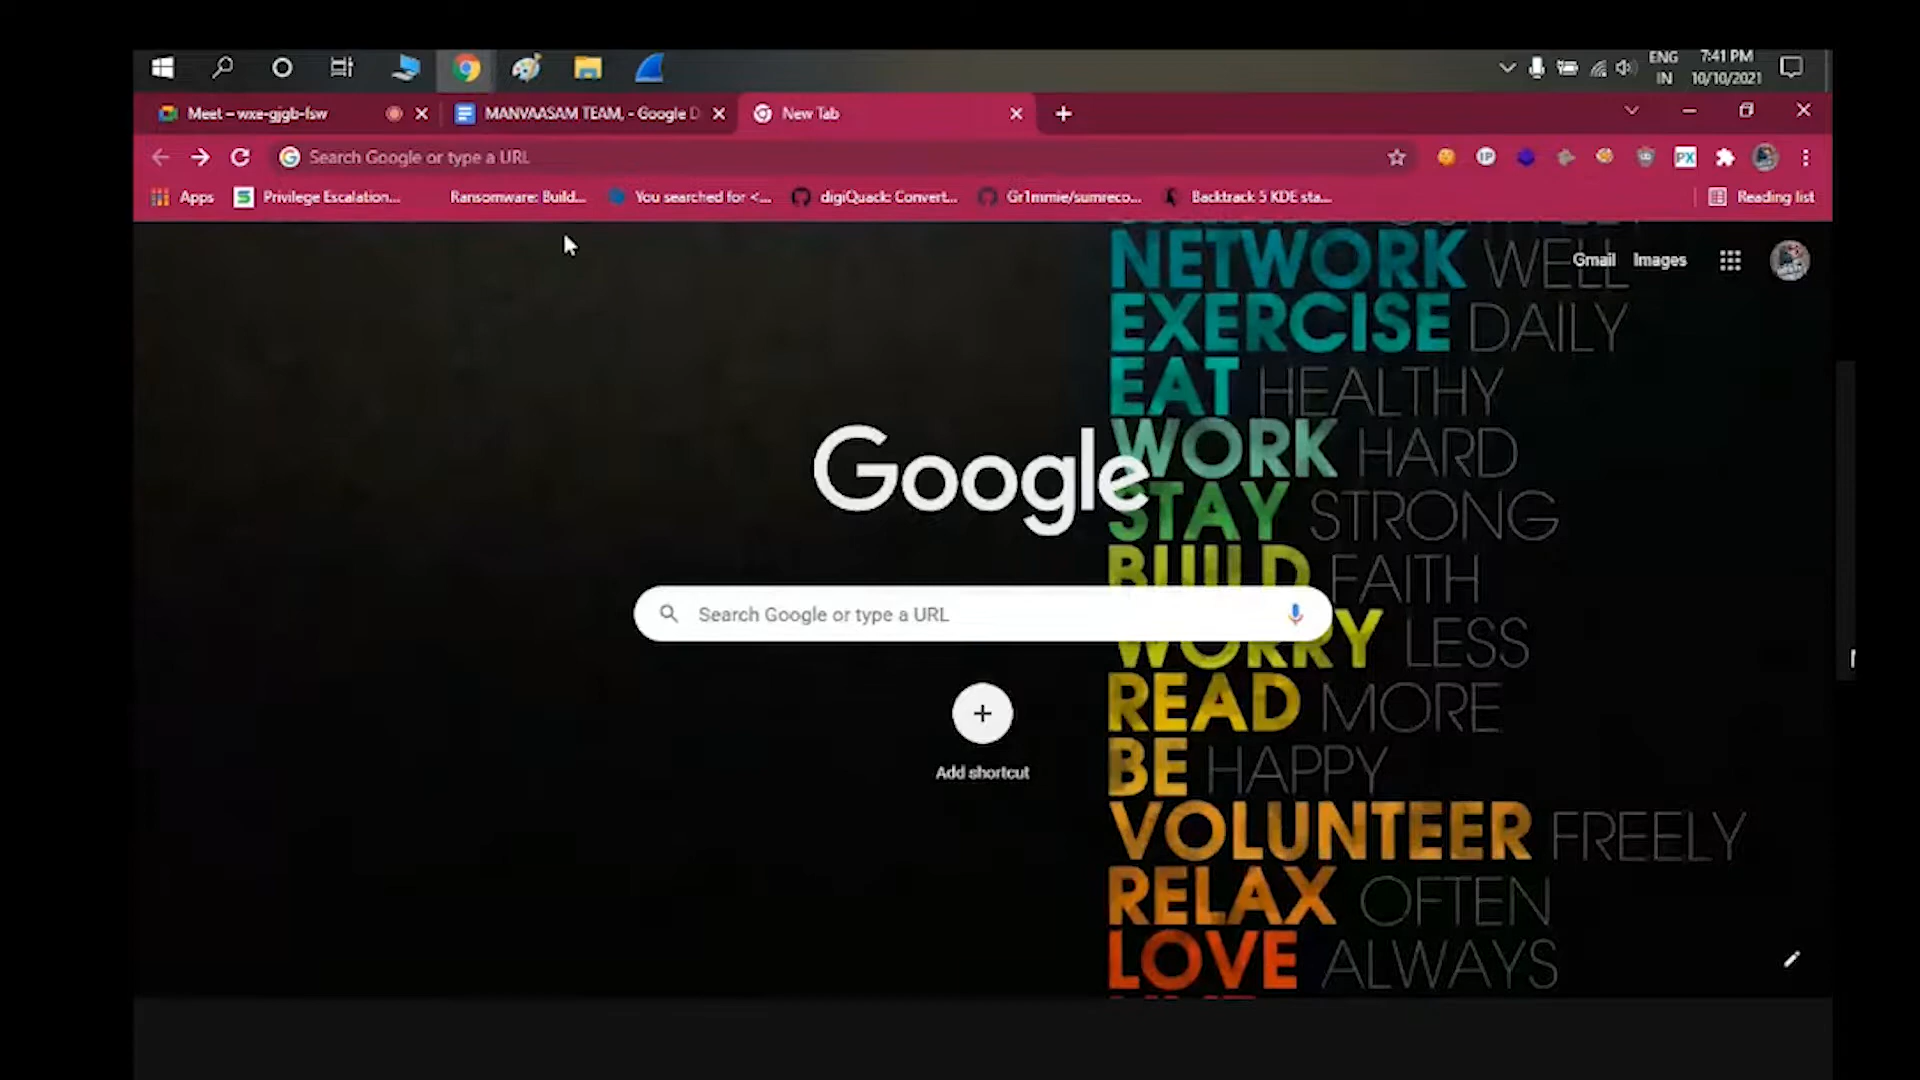 ENG
7:41 PM
IN
10/10/2021
Meet – wxe-gjgb-fsw
MANVAASAM TEAM, - Google D
New Tab
Search Google or type a URL
IP
PX
Apps
Privilege Escalation...
Ransomware: Build...
You searched for <...
digiQuack: Convert...
Gr1mmie/sumreco...
Backtrack 5 KDE sta...
Reading list
NETWORK WELL
Gmail
Images
EXERCISE DAILY
EAT HEALTHY
WORK HARD
Google
STAY STRONG
BUILD FAITH
Search Google or type a URL
WORRY LESS
READ MORE
Add shortcut
BE HAPPY
VOLUNTEER FREELY
RELAX OFTEN
LOVE ALWAYS